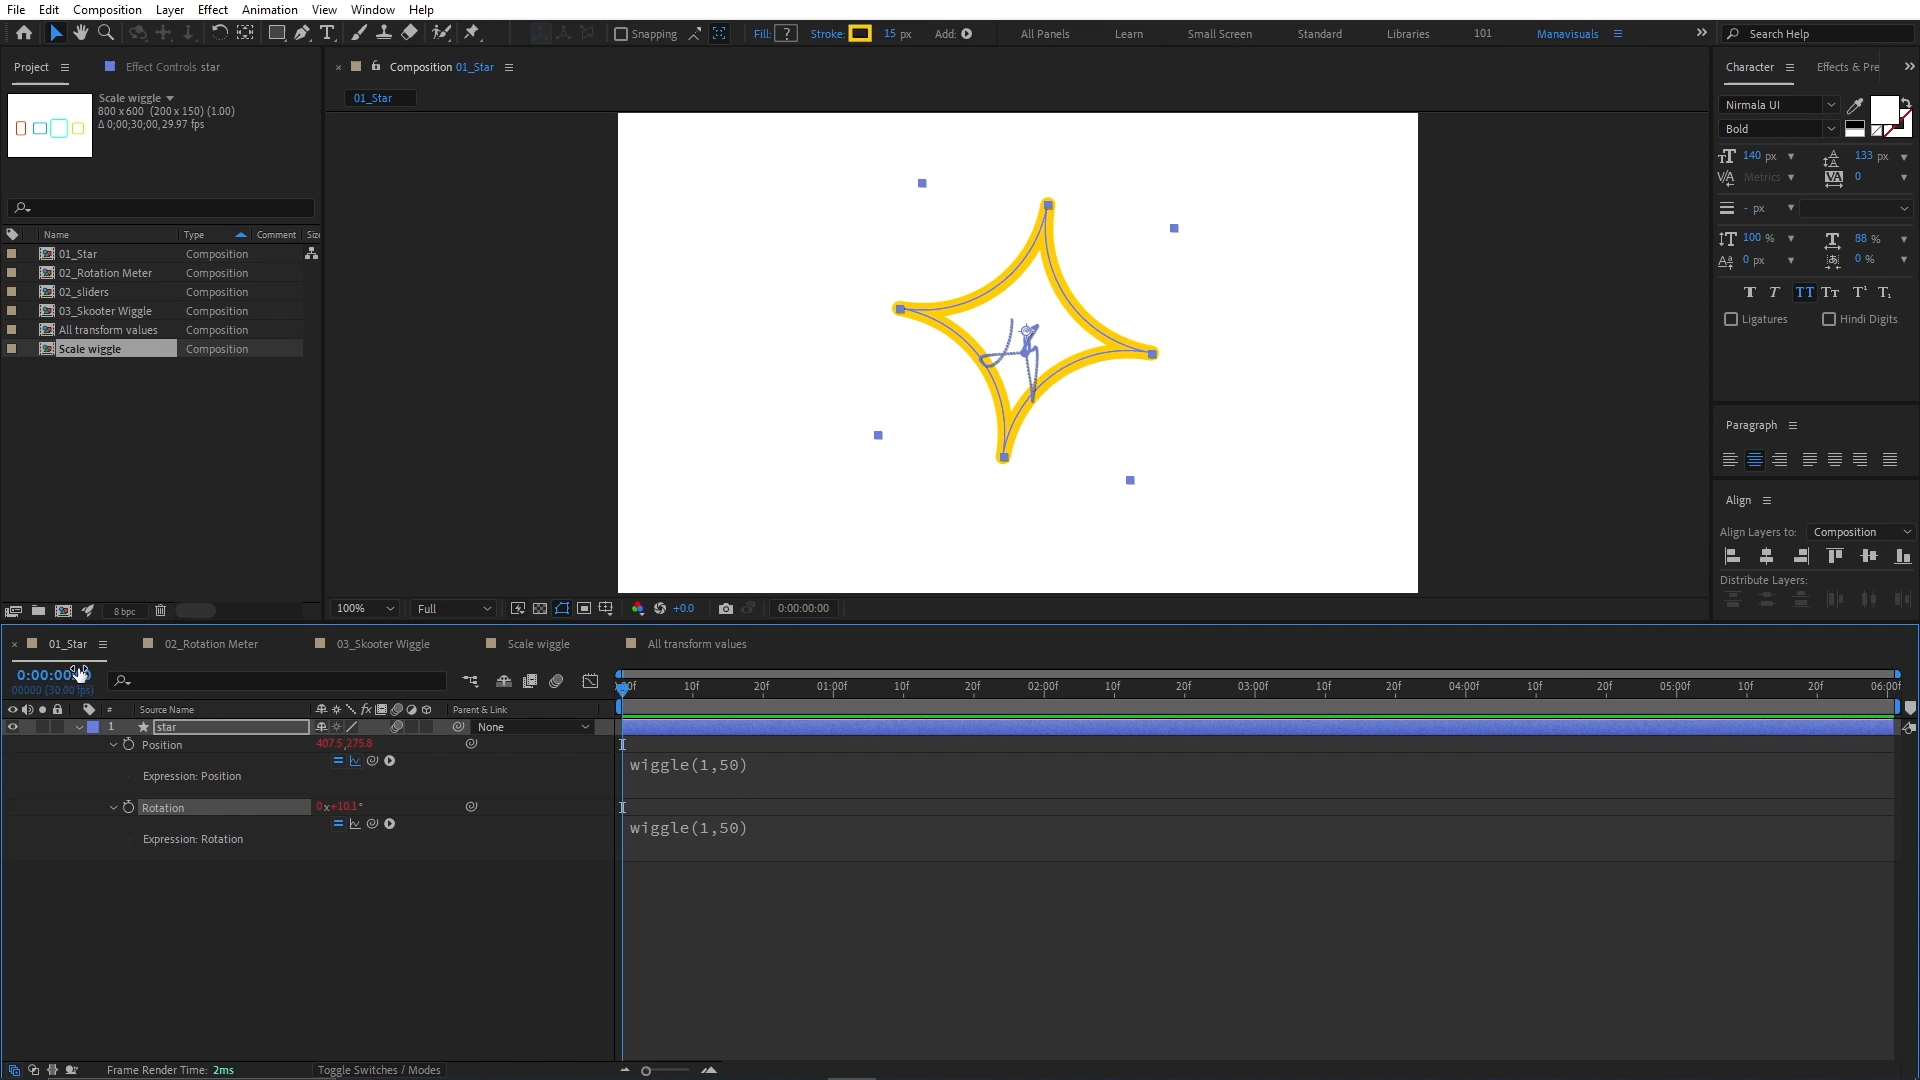 File Edit Composition Layer Effect Animation View Window Help
Snapping Fill: ? Stroke: 15 px Add: All Panels Learn Small Screen Standard Libraries 101 Manavisuals Search Help
Project Effect Controls star
Composition 01_Star
Character Effects & Pre
01_Star
Scale wiggle
800 x 600 (200 x 150) (1.00)
Δ 0;00;30;00, 29.97 fps
Nirmala UI
Bold
140 px 133 px
Metrics 0
- px
100 % 88 %
0 px 0 %
Ligatures Hindi Digits
Name Type Comment Siz
01_Star Composition
02_Rotation Meter Composition
02_sliders Composition
03_Skooter Wiggle Composition
All transform values Composition
Scale wiggle Composition
Paragraph
Align
Align Layers to: Composition
Distribute Layers:
8 bpc
100% Full +0.0 0:00:00:00
01_Star 02_Rotation Meter 03_Skooter Wiggle Scale wiggle All transform values
00000 (30.00 fps)
10f 20f 01:00f 10f 20f 02:00f 10f 20f 03:00f 10f 20f 04:00f 10f 20f 05:00f 10f 20f 06:00f
# Source Name Parent & Link
1 star None
Position 407.5,275.8
wiggle(1,50)
Expression: Position
Rotation 0x+10.1°
wiggle(1,50)
Expression: Rotation
Frame Render Time: 2ms Toggle Switches / Modes